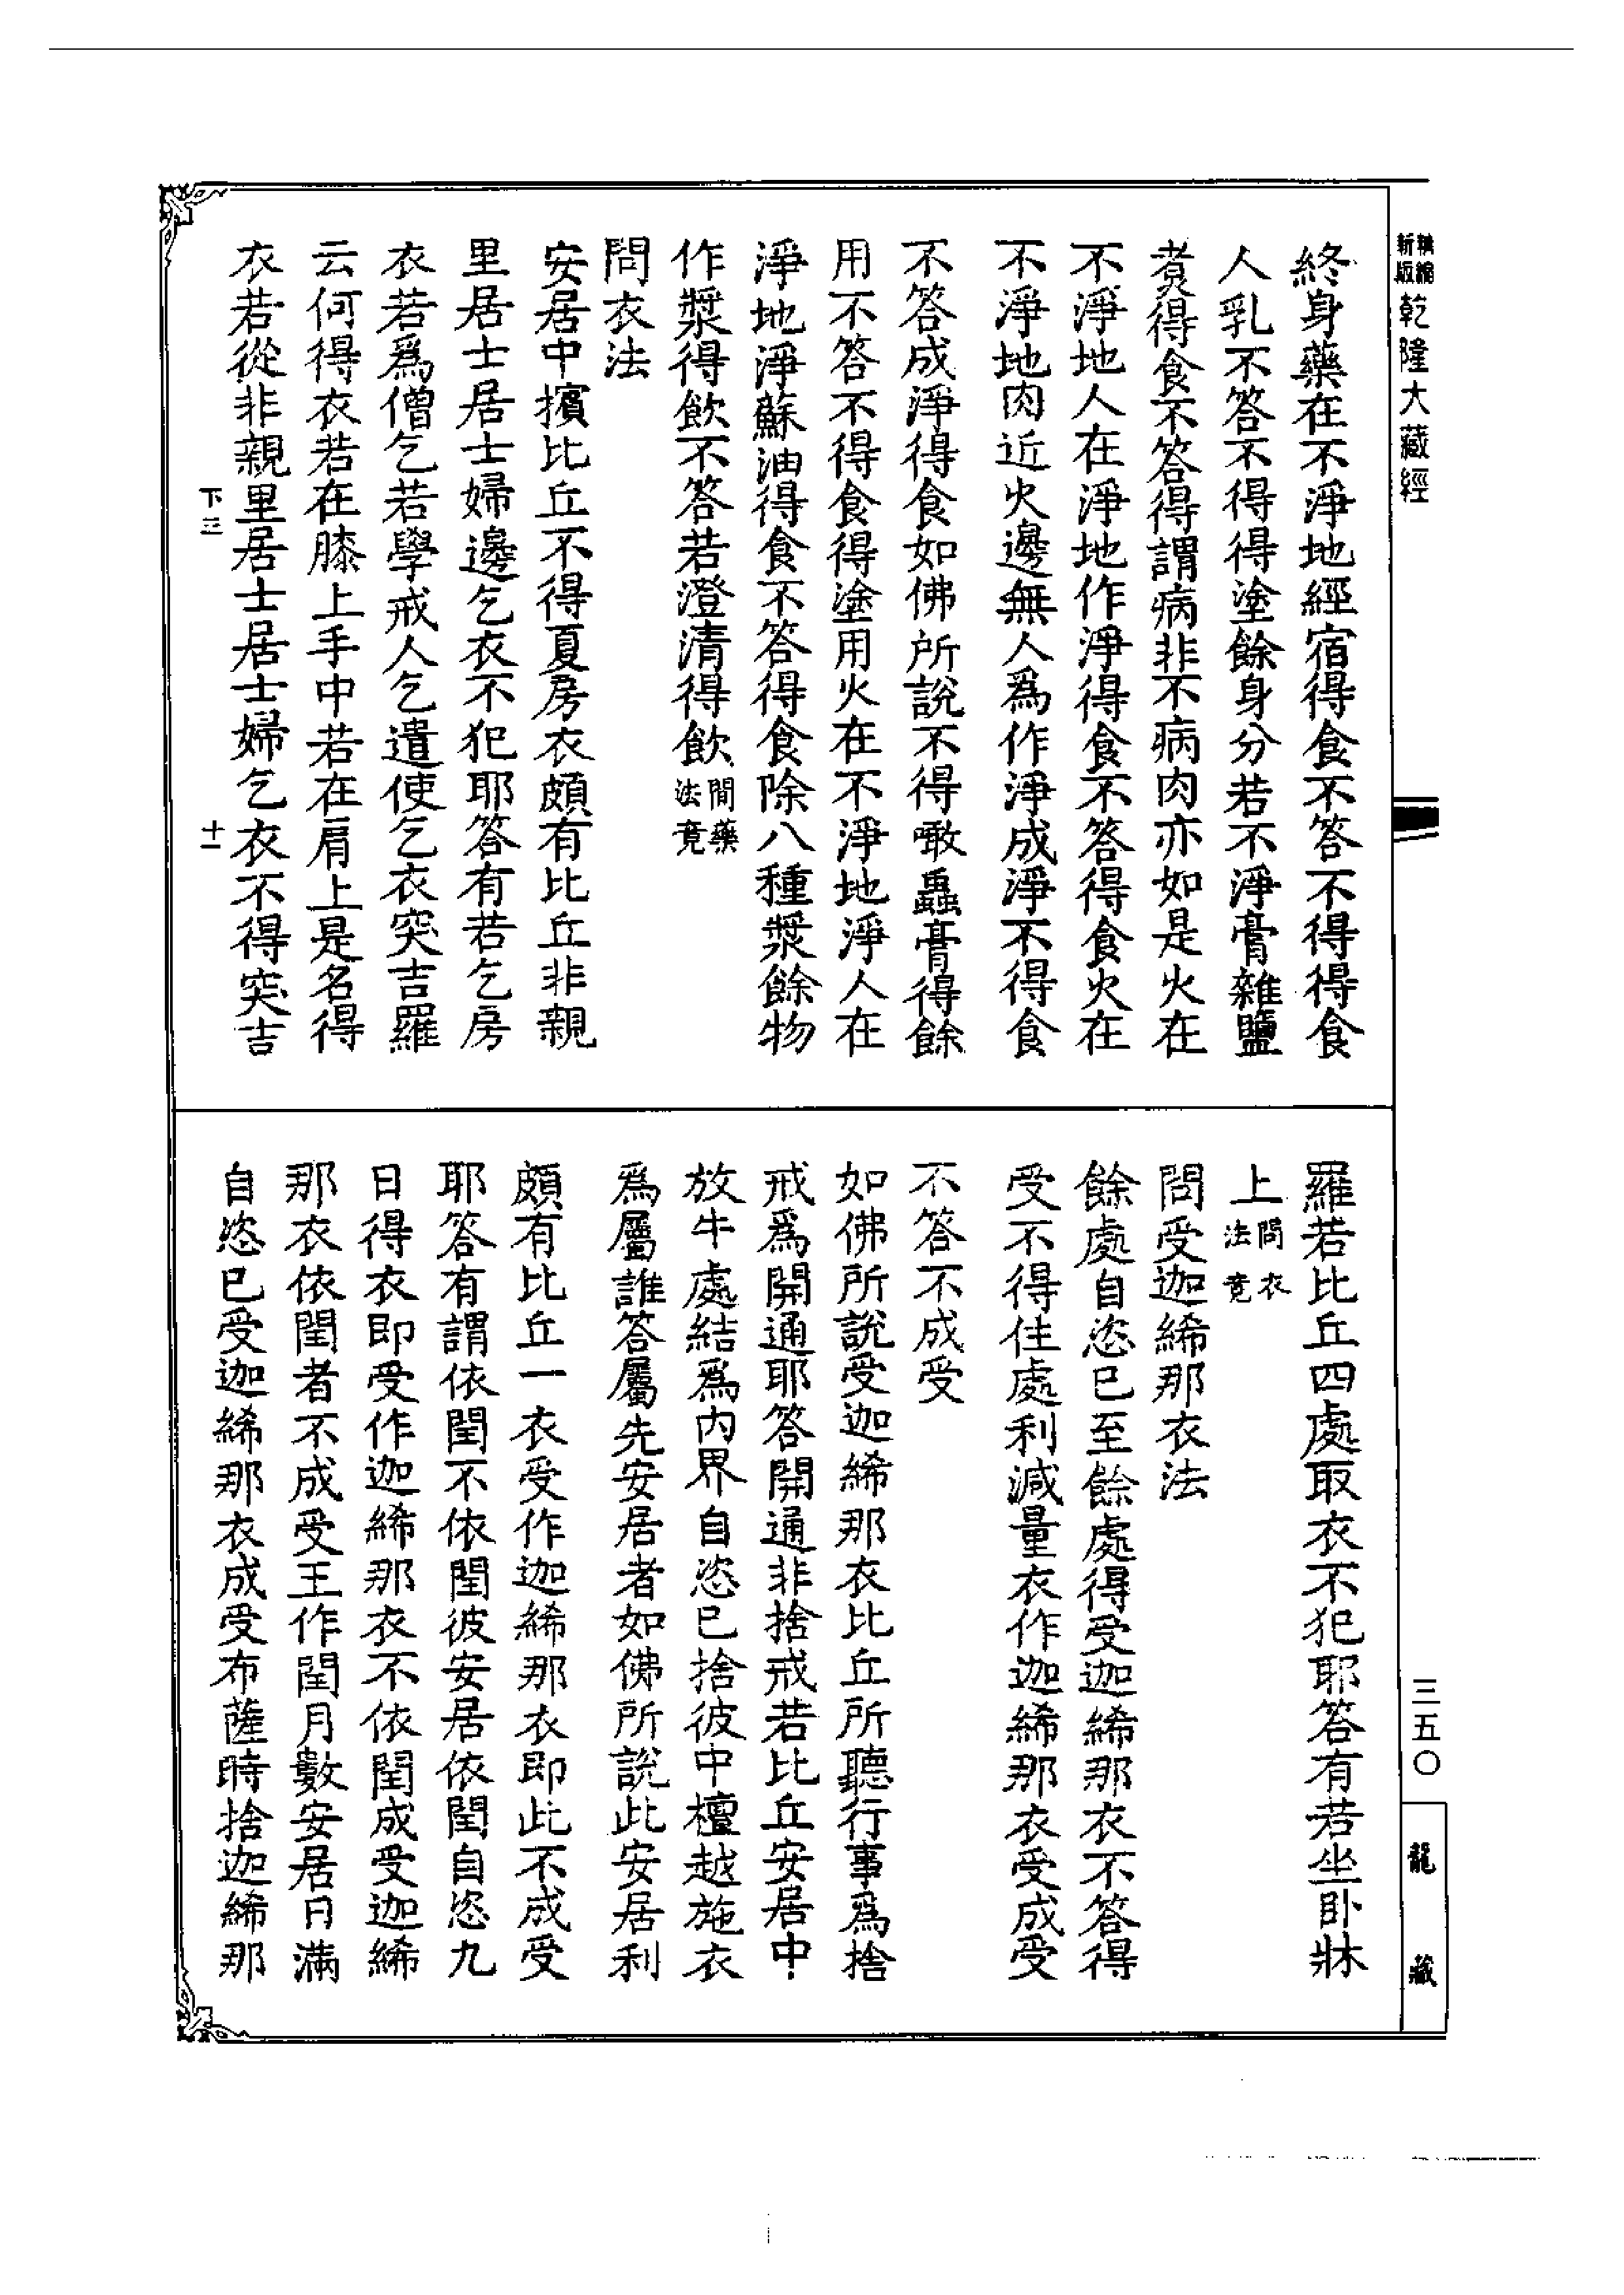 精縮新版乾隆大藏經
終身藥在不淨地經宿得食不答不得得食
人乳不答不得得塗餘身分若不淨膏雜鹽
煑得食不答得謂病非不病肉亦如是火在
不淨地人在淨地作淨得食不答得食火在
不淨地肉近火邊無人爲作淨成淨不得食
不答成淨得食如佛所說不得噉蟲膏得餘
用不答不得食得塗用火在不淨地淨人在
淨地淨蘇油得食不答得食除八種漿餘物
作漿得飲不答若澄清得飲問藥法竟
問衣法
安居中擯比丘不得夏房衣頗有比丘非親
里居士居士婦邊乞衣不犯耶答有若乞房
衣若爲僧乞若學戒人乞遣使乞衣突吉羅
云何得衣若在膝上手中若在肩上是名得
衣若從非親里居士居士婦乞衣不得突吉
下三
十一
羅若比丘四處取衣不犯耶答有若坐卧牀
上問衣法竟
問受迦絺那衣法
餘處自恣已至餘處得受迦絺那衣不答得
受不得住處利減量衣作迦絺那衣受成受
不答不成受
如佛所說受迦絺那衣比丘所聽行事爲捨
戒爲開通耶答開通非捨戒若比丘安居中
放牛處結爲内界自恣已捨彼中檀越施衣
爲屬誰答屬先安居者如佛所說此安居利
頗有比丘一衣受作迦絺那衣即此不成受
耶答有謂依閏不依閏彼安居依閏自恣九
日得衣即受作迦絺那衣不依閏成受迦絺
那衣依閏者不成受王作閏月數安居日滿
自恣已受迦絺那衣成受布薩時捨迦絺那
三五〇
龍藏